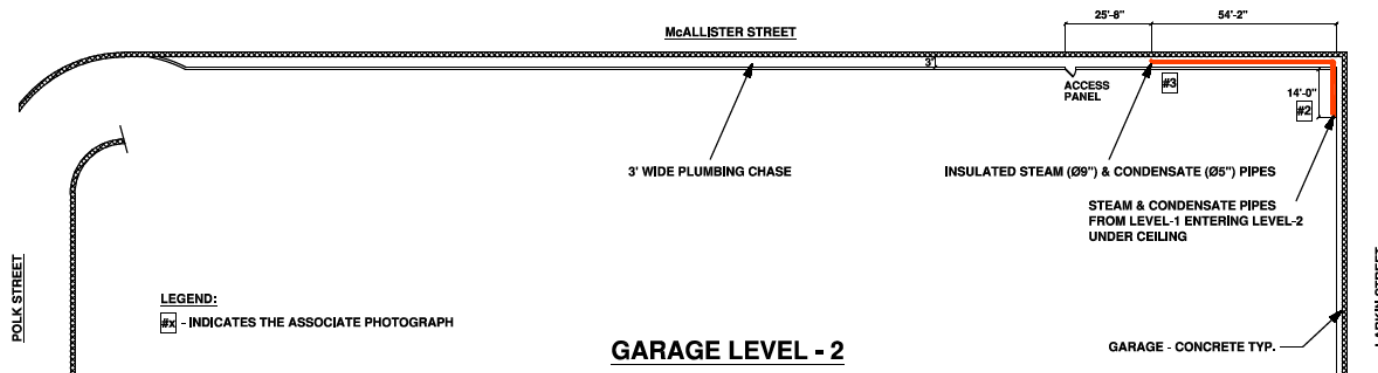 25'-8"
54'-2"
McALLISTER STREET
3'
ACCESS
PANEL
#3
14'-0"
#2
3' WIDE PLUMBING CHASE
INSULATED STEAM (Ø9") & CONDENSATE (Ø5") PIPES
STEAM & CONDENSATE PIPES
FROM LEVEL-1 ENTERING LEVEL-2
UNDER CEILING
POLK STREET
LARKIN STREET
LEGEND:
#x - INDICATES THE ASSOCIATE PHOTOGRAPH
GARAGE LEVEL - 2
GARAGE - CONCRETE TYP.